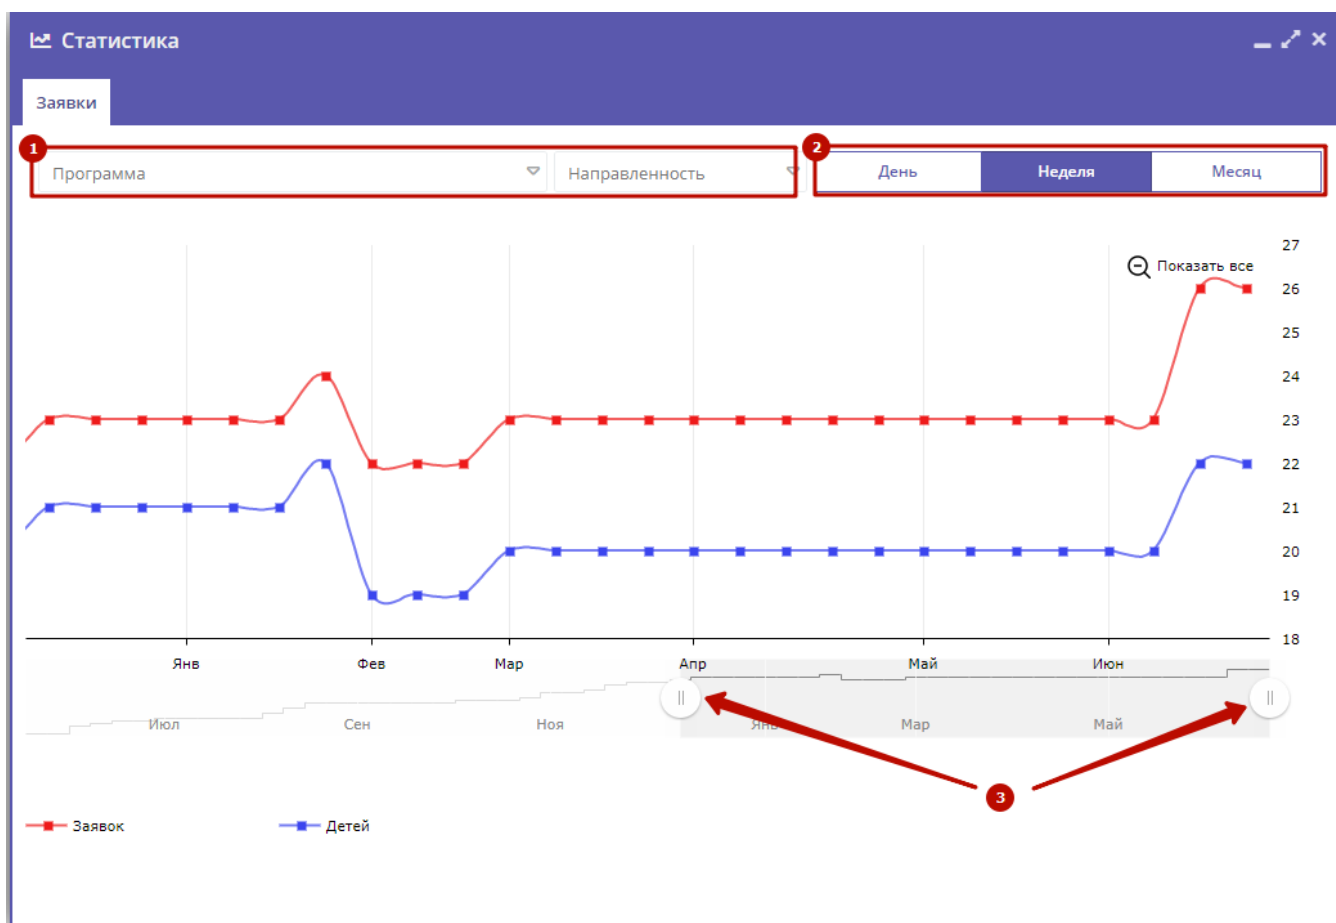 Статистика
Заявки
1
2
Программа
Направленность
День
Неделя
Месяц
27
Показать все
26
25
24
23
22
21
20
19
18
Янв
Фев
Мар
Апр
Май
Июн
Июл
Сен
Ноя
Янв
Мар
Май
3
Заявок
Детей